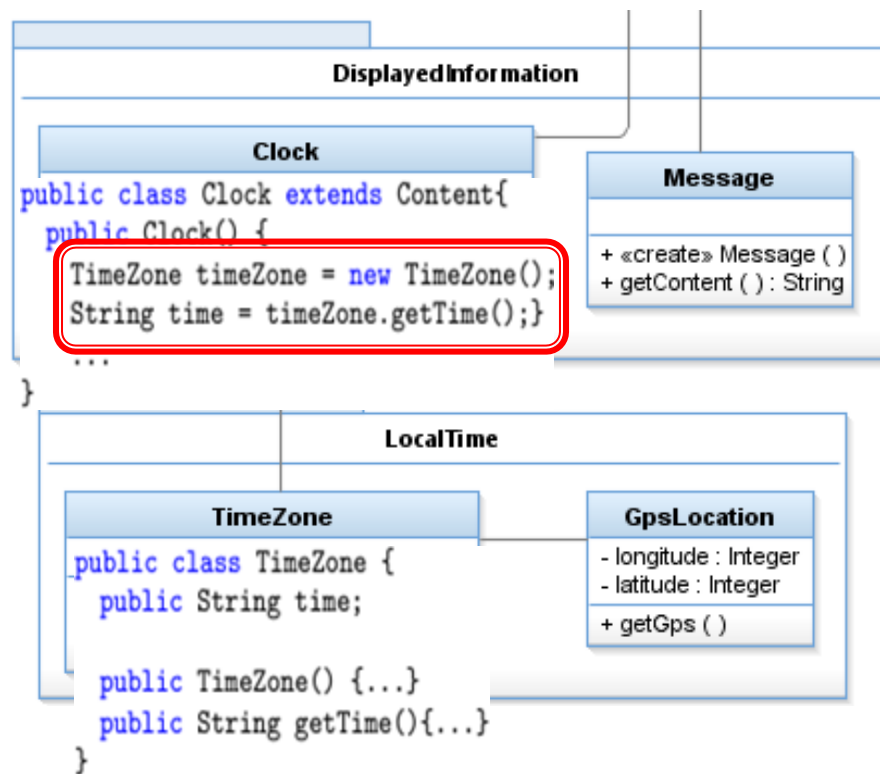 DisplayedInformation
Clock
public class Clock extends Content{
public Clock() {
TimeZone timeZone = new TimeZone();
String time = timeZone.getTime();}
...
}
Message
+ «create» Message ( )
+ getContent ( ) : String
LocalTime
TimeZone
public class TimeZone {
public String time;
public TimeZone() {...}
public String getTime(){...}
}
GpsLocation
- longitude : Integer
- latitude : Integer
+ getGps ( )